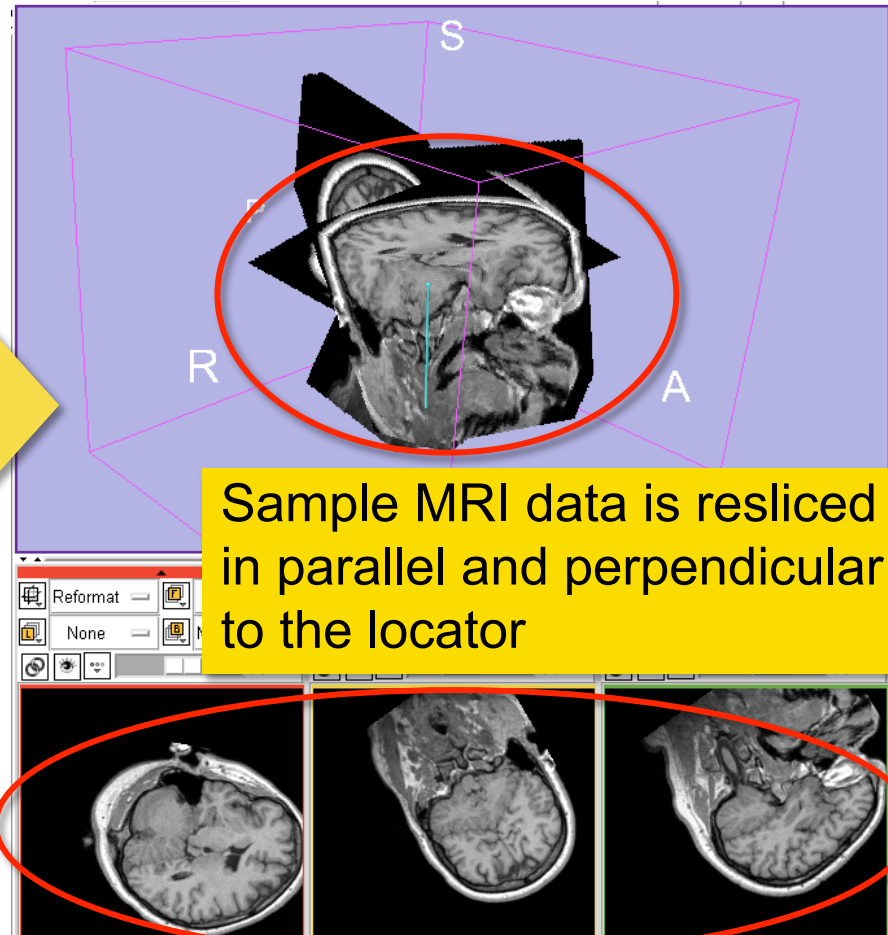 S
P
R
A
Sample MRI data is resliced
in parallel and perpendicular
to the locator
Reformat
F
L
None
B